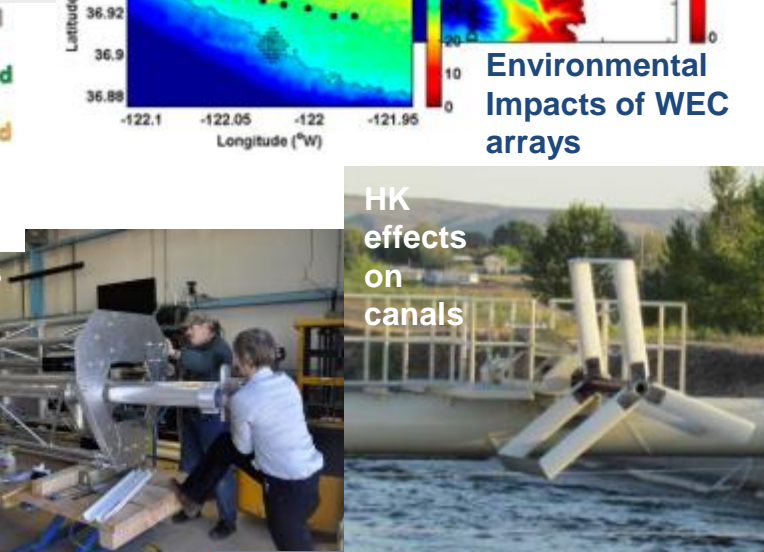 Latitude
36.92
36.9
36.88
-122.1 -122.05 -122 -121.95
Longitude (°W)
20
10
0
0
d
d
Environmental
Impacts of WEC
arrays
HK
effects
on
canals